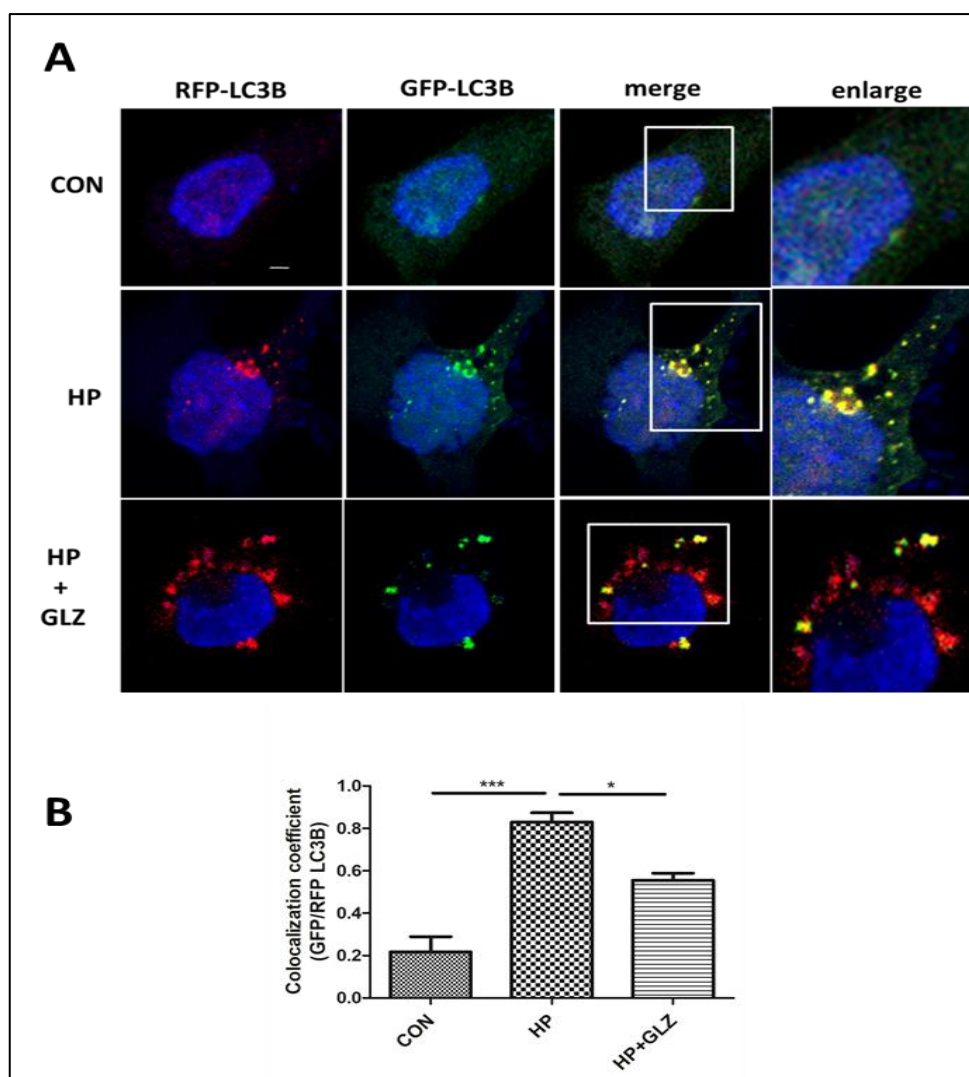 A
RFP-LC3B GFP-LC3B merge enlarge
CON
HP
HP
+
GLZ
B
Colocalization coefficient
(GFP/RFP LC3B)
1.0
0.8
0.6
0.4
0.2
0.0
*** *
CON HP HP+GLZ